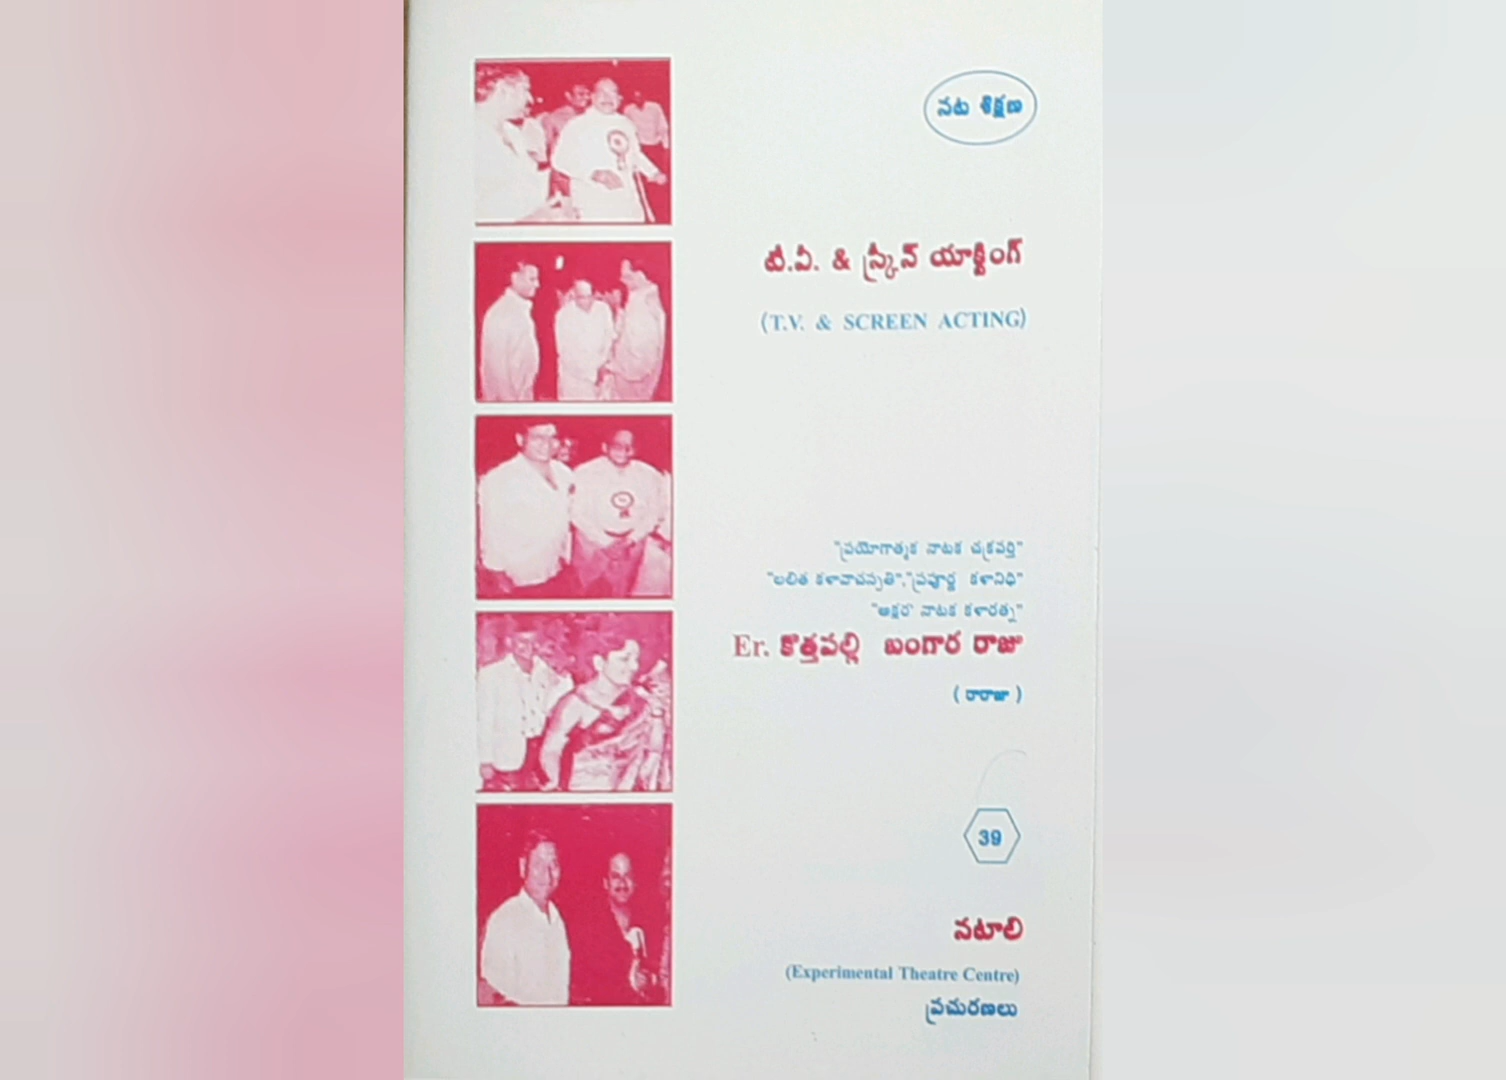 నట శిక్షణ
టి.వీ. & స్క్రీన్ యాక్టింగ్
(T.V. & SCREEN ACTING)
"ప్రయోగాత్మక నాటక చక్రవర్తి"
"లలిత కళావాచస్పతి","ప్రపూర్ణ కళానిధి"
"అక్షర నాటక కళారత్న"
Er. కొత్తపల్లి బంగార రాజు
( రారాజు )
39
నటాలి
(Experimental Theatre Centre)
ప్రచురణలు